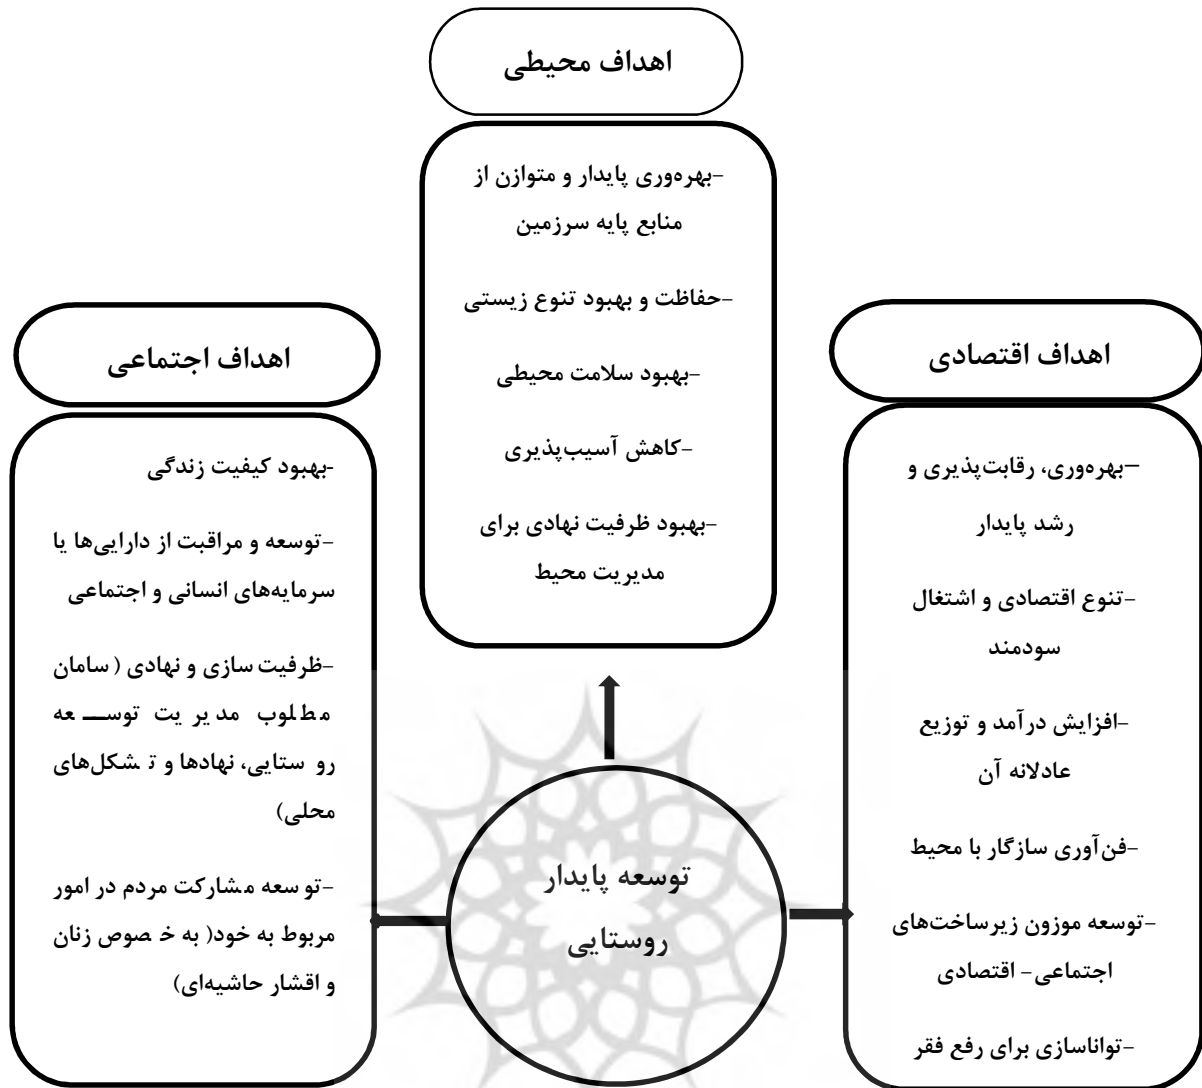 اهداف محیطی
-بهره‌وری پایدار و متوازن از
منابع پایه سرزمین
-حفاظت و بهبود تنوع زیستی
-بهبود سلامت محیطی
-کاهش آسیب‌پذیری
-بهبود ظرفیت نهادی برای
مدیریت محیط
اهداف اقتصادی
–بهره‌وری، رقابت‌پذیری و
رشد پایدار
-تنوع اقتصادی و اشتغال
سودمند
-افزایش درآمد و توزیع
عادلانه آن
-فن‌آوری سازگار با محیط
-توسعه موزون زیرساخت‌های
اجتماعی- اقتصادی
-تواناسازی برای رفع فقر
اهداف اجتماعی
-بهبود کیفیت زندگی
-توسعه و مراقبت از دارایی‌ها یا
سرمایه‌های انسانی و اجتماعی
-ظرفیت سازی و نهادی (سامان
مطلوب مدیریت توسعه
روستایی، نهادها و تشکل‌های
محلی)
-توسعه مشارکت مردم در امور
مربوط به خود( به خصوص زنان
و اقشار حاشیه‌ای)
توسعه پایدار
روستایی